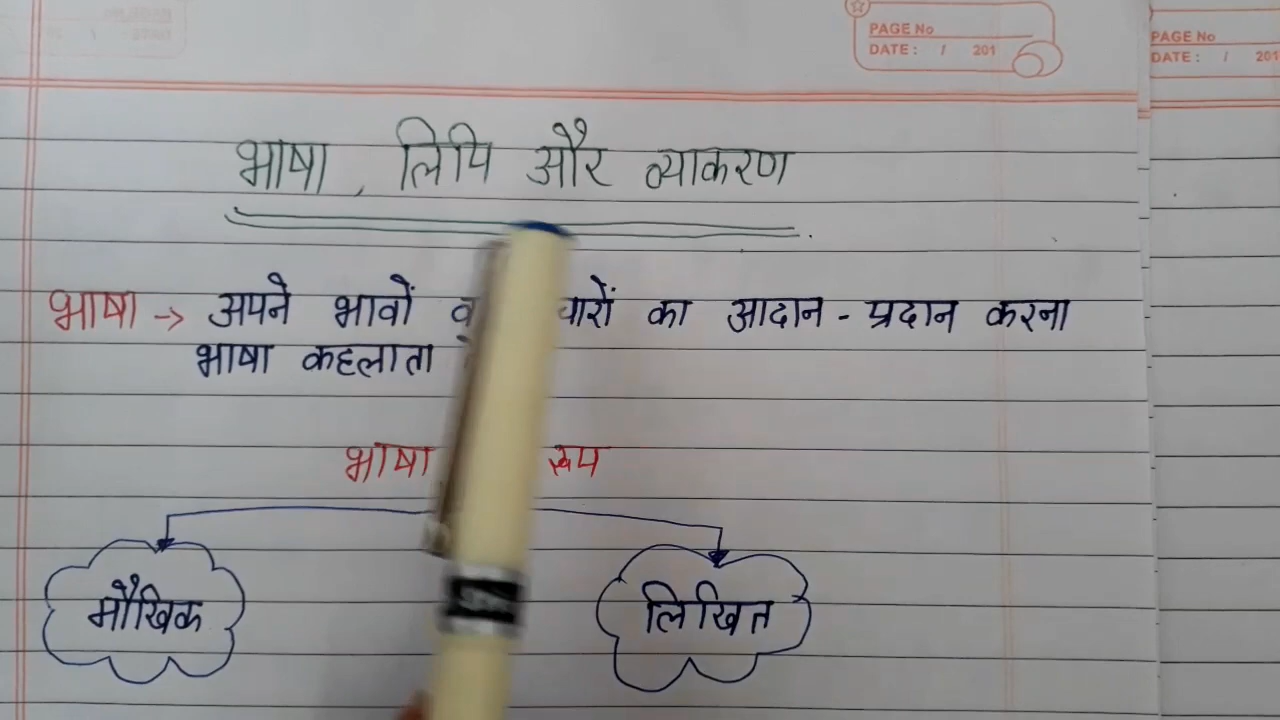 PAGE No
DATE: / 201
PAGE No
DATE: / 201
भाषा, लिपि और व्याकरण
भाषा → अपने भावों का आदान - प्रदान करना
भाषा कहलाता
भाषा रूप
मौखिक लिखित